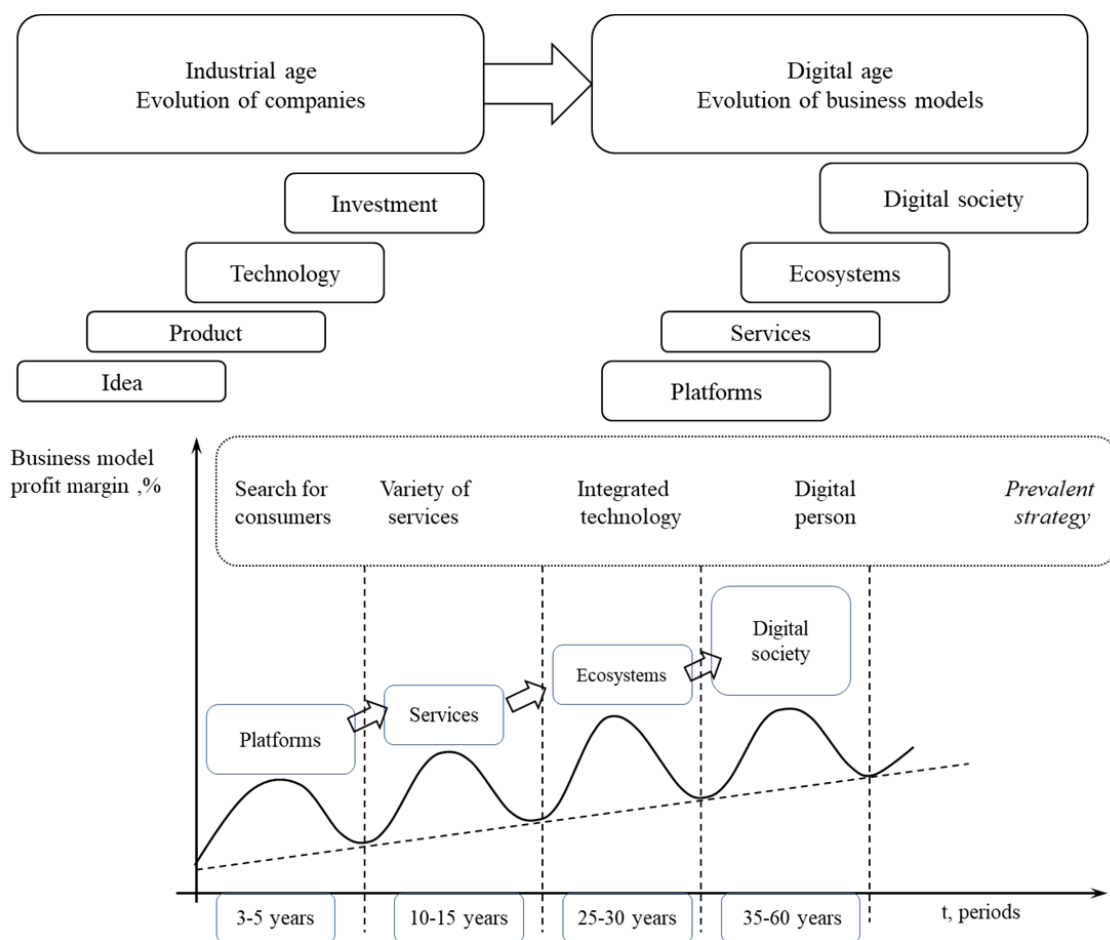 Industrial age
Evolution of companies
Digital age
Evolution of business models
Investment
Technology
Product
Idea
Digital society
Ecosystems
Services
Platforms
Business model
profit margin ,%
Search for
consumers
Variety of
services
Integrated
technology
Digital
person
Prevalent
strategy
Platforms
Services
Ecosystems
Digital
society
3-5 years
10-15 years
25-30 years
35-60 years
t, periods